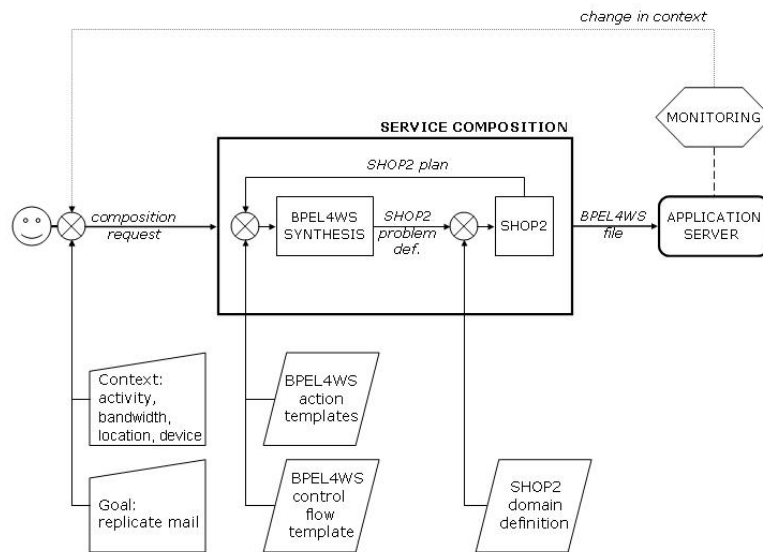 change in context
MONITORING
SERVICE COMPOSITION
SHOP2 plan
composition
request
BPEL4WS
SYNTHESIS
SHOP2
problem
def.
SHOP2
BPEL4WS
file
APPLICATION
SERVER
Context:
activity,
bandwidth,
location, device
BPEL4WS
action
templates
Goal:
replicate mail
BPEL4WS
control
flow
template
SHOP2
domain
definition